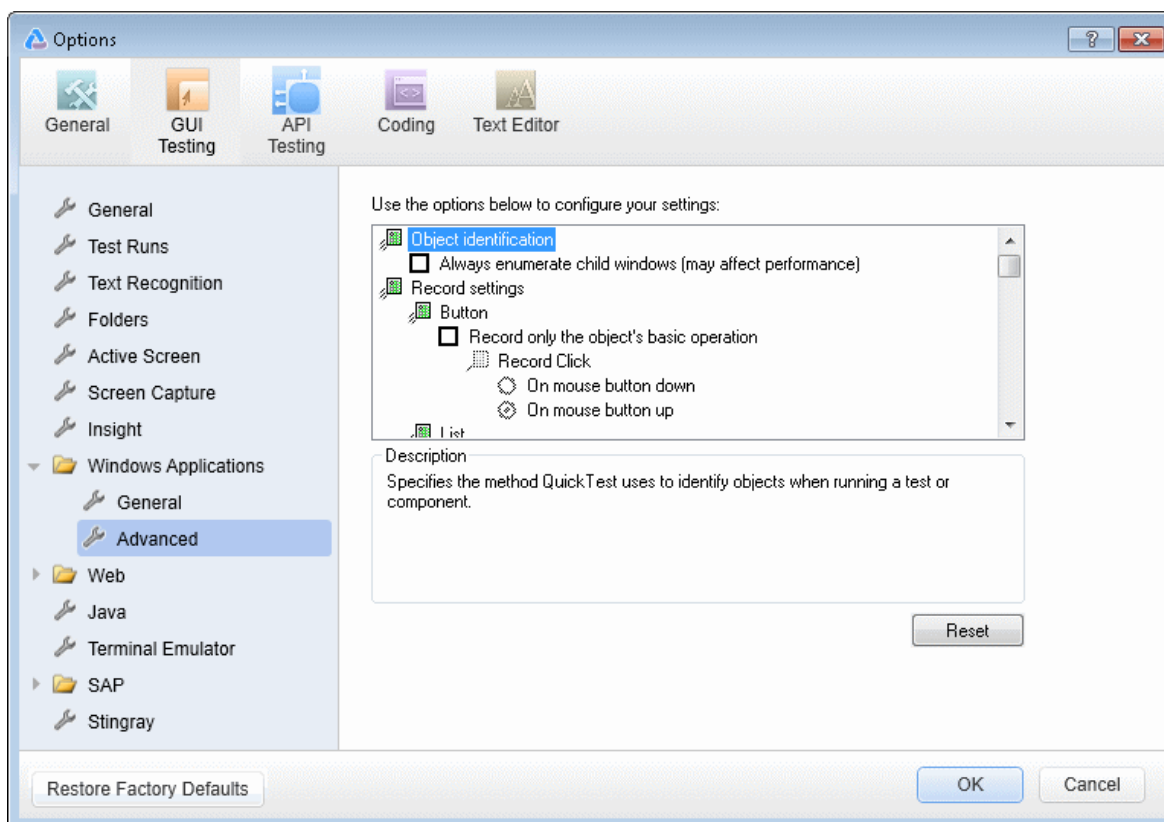 Options
General
GUI
Testing
API
Testing
Coding
Text Editor
General
Test Runs
Text Recognition
Folders
Active Screen
Screen Capture
Insight
Windows Applications
General
Advanced
Web
Java
Terminal Emulator
SAP
Stingray
Use the options below to configure your settings:
Object identification
Always enumerate child windows (may affect performance)
Record settings
Button
Record only the object's basic operation
Record Click
On mouse button down
On mouse button up
List
Description
Specifies the method QuickTest uses to identify objects when running a test or
component.
Reset
Restore Factory Defaults
OK
Cancel